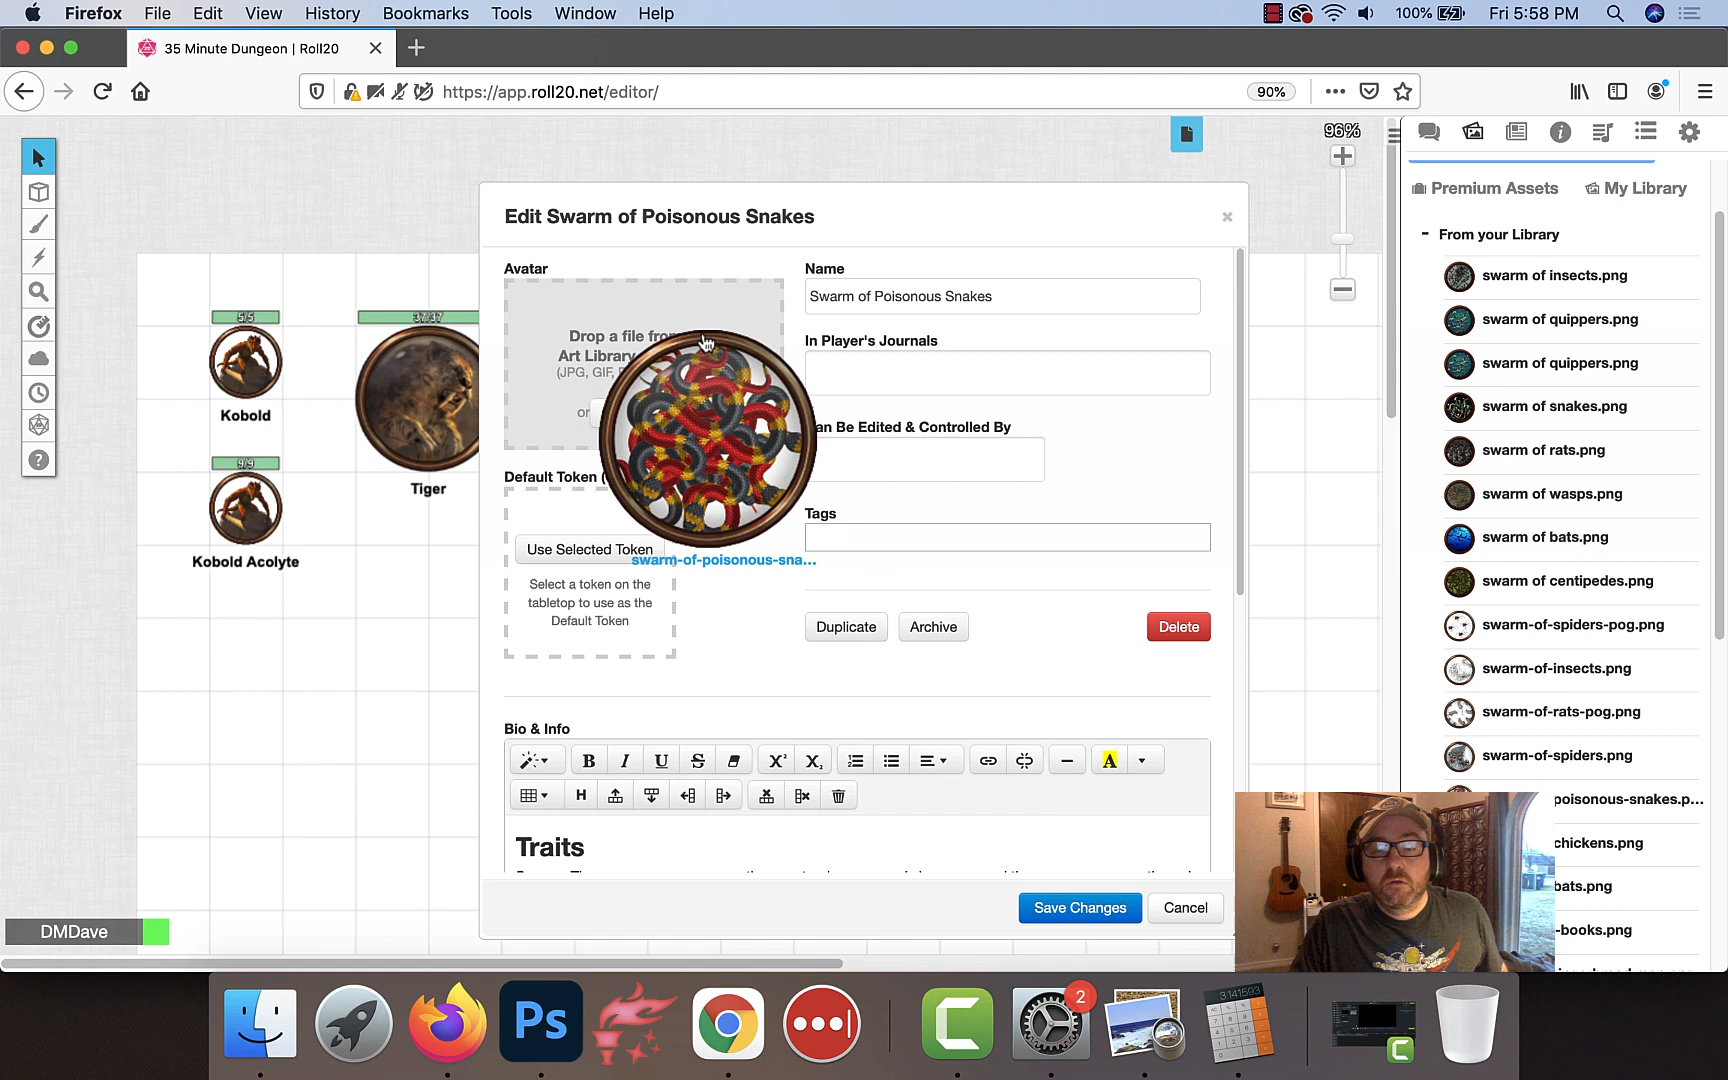 Firefox File Edit View History Bookmarks Tools Window Help 100% Fri 5:58 PM
35 Minute Dungeon | Roll20
https://app.roll20.net/editor/ 90%
96%
Premium Assets My Library
Edit Swarm of Poisonous Snakes
From your Library
Avatar
Name
Drop a file from
Art Library
(JPG, GIF,
or
Swarm of Poisonous Snakes
In Player's Journals
an Be Edited & Controlled By
Default Token (
Tags
Use Selected Token
swarm-of-poisonous-sna...
Select a token on the
tabletop to use as the
Default Token
Duplicate Archive Delete
Bio & Info
B I U S X² X₂ A
H
Traits
Save Changes Cancel
5/5
Kobold
9/9
Kobold Acolyte
37/37
Tiger
DMDave
swarm of insects.png
swarm of quippers.png
swarm of quippers.png
swarm of snakes.png
swarm of rats.png
swarm of wasps.png
swarm of bats.png
swarm of centipedes.png
swarm-of-spiders-pog.png
swarm-of-insects.png
swarm-of-rats-pog.png
swarm-of-spiders.png
poisonous-snakes.p...
chickens.png
bats.png
-books.png
Ps
2
3.141593